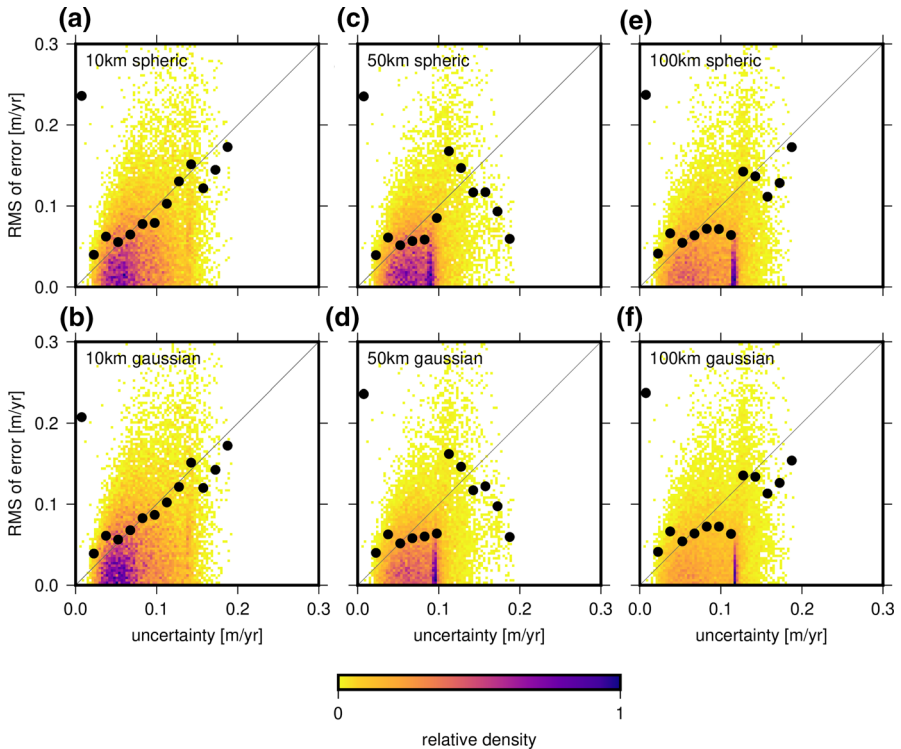 (a) (c) (e)
0.3
0.2
0.1
0.0
RMS of error [m/yr]
10km spheric
50km spheric
100km spheric
(b) (d) (f)
0.3
0.2
0.1
0.0
RMS of error [m/yr]
10km gaussian
50km gaussian
100km gaussian
0.0 0.1 0.2 0.3 0.0 0.1 0.2 0.3 0.0 0.1 0.2 0.3
uncertainty [m/yr] uncertainty [m/yr] uncertainty [m/yr]
0 1
relative density